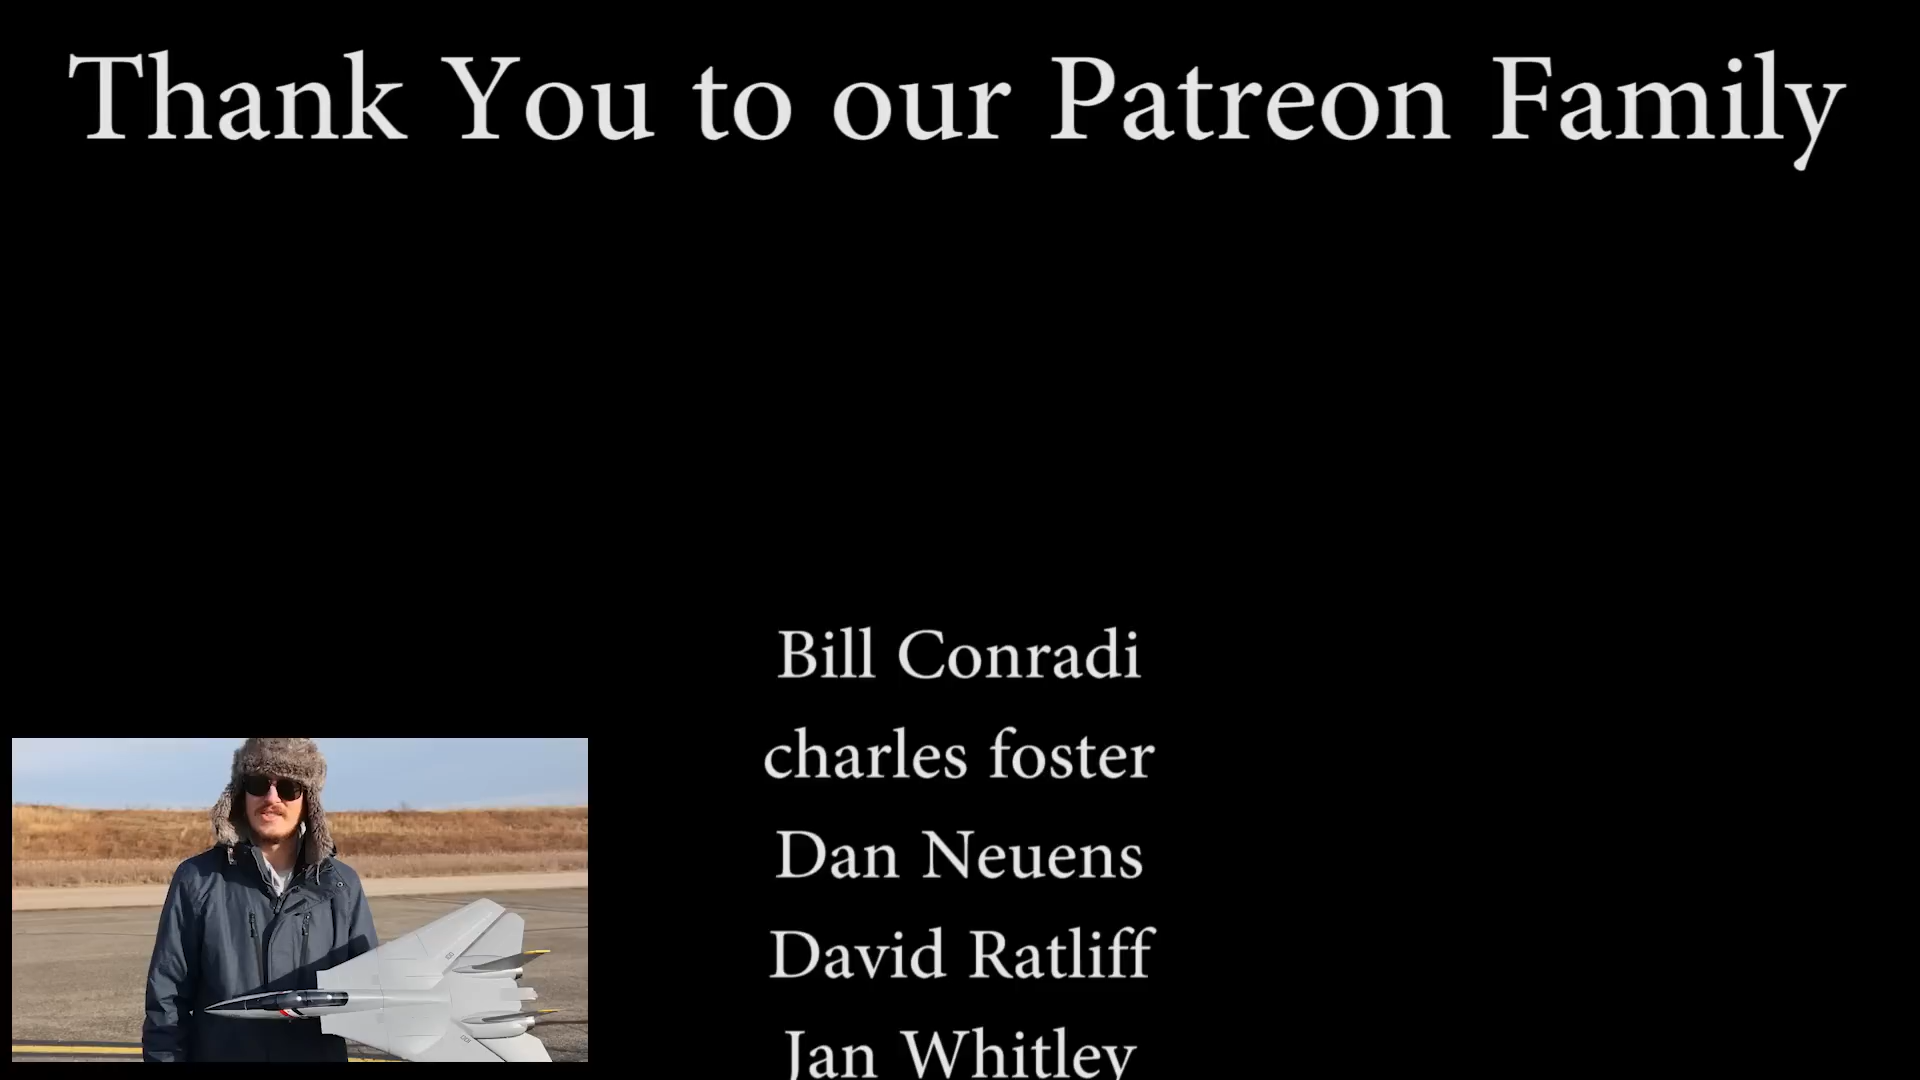 Thank You to our Patreon Family
Bill Conradi
charles foster
Dan Neuens
David Ratliff
Jan Whitley